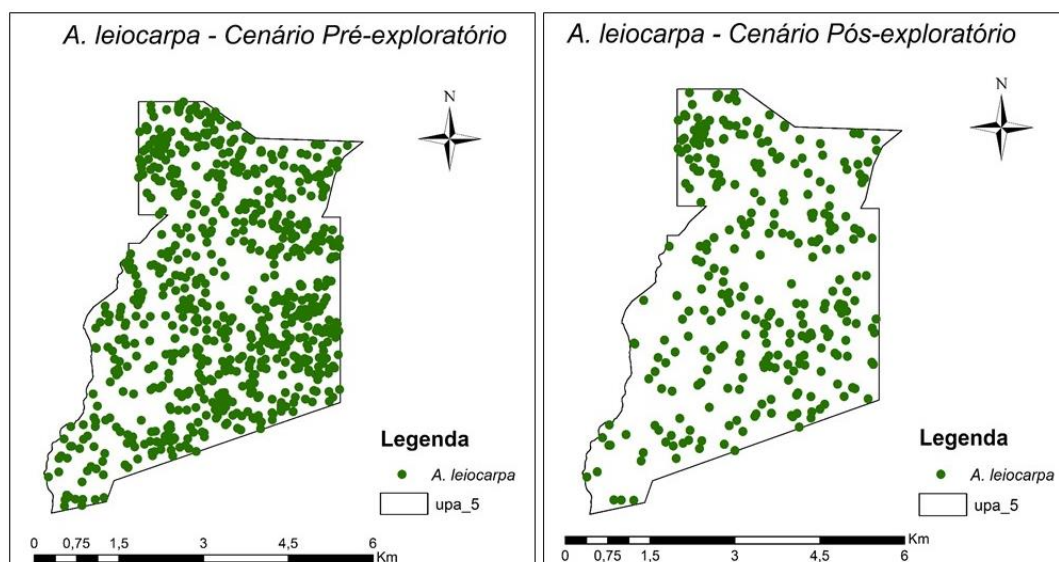 A. leiocarpa - Cenário Pré-exploratório
N
Legenda
A. leiocarpa
upa_5
0 0,75 1,5 3 4,5 6
Km
A. leiocarpa - Cenário Pós-exploratório
N
Legenda
A. leiocarpa
upa_5
0 0,75 1,5 3 4,5 6
Km